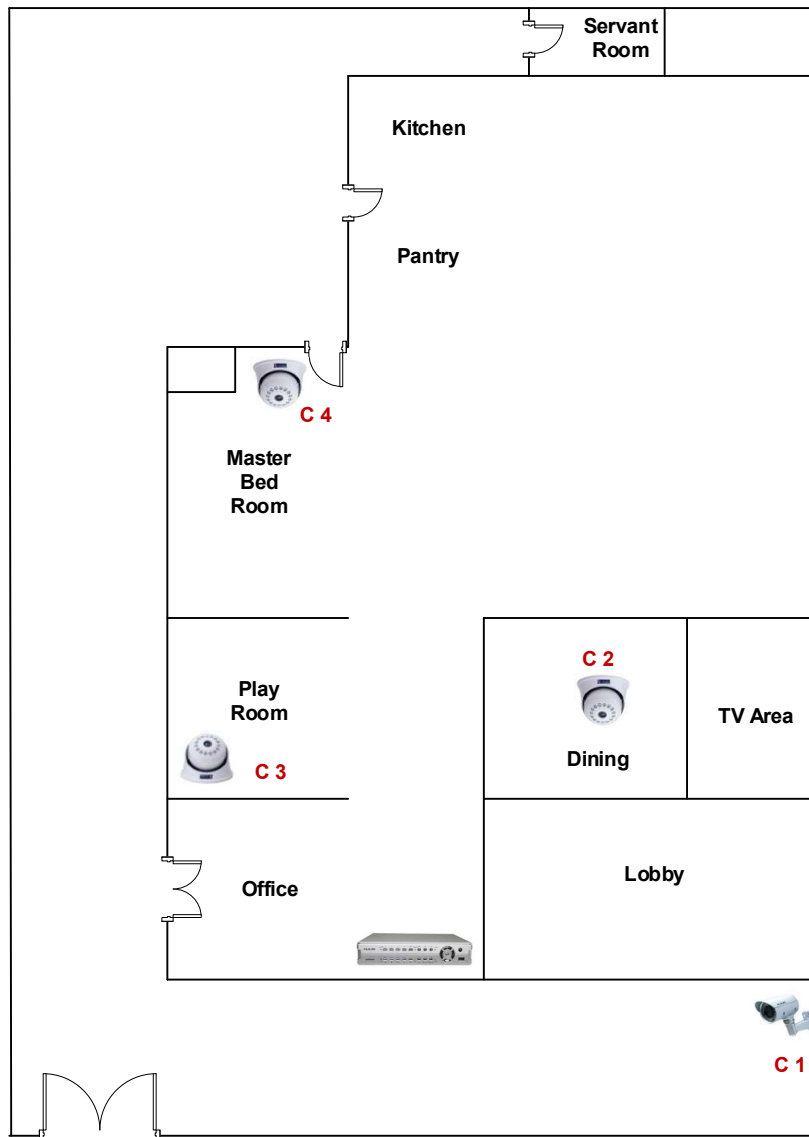 Servant
Room
Kitchen
Pantry
C 4
Master
Bed
Room
C 2
Play
Room
TV Area
Dining
C 3
Lobby
Office
C 1